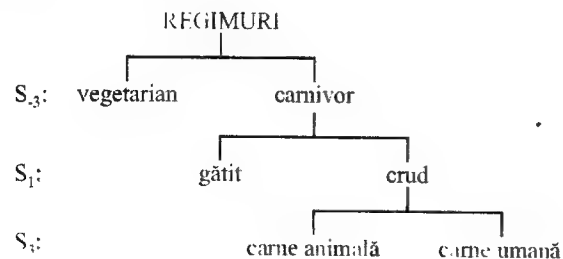 REGIMURI
S₋₃: vegetarian carnivor
S₁: gătit crud
S₃: carne animală carne umană